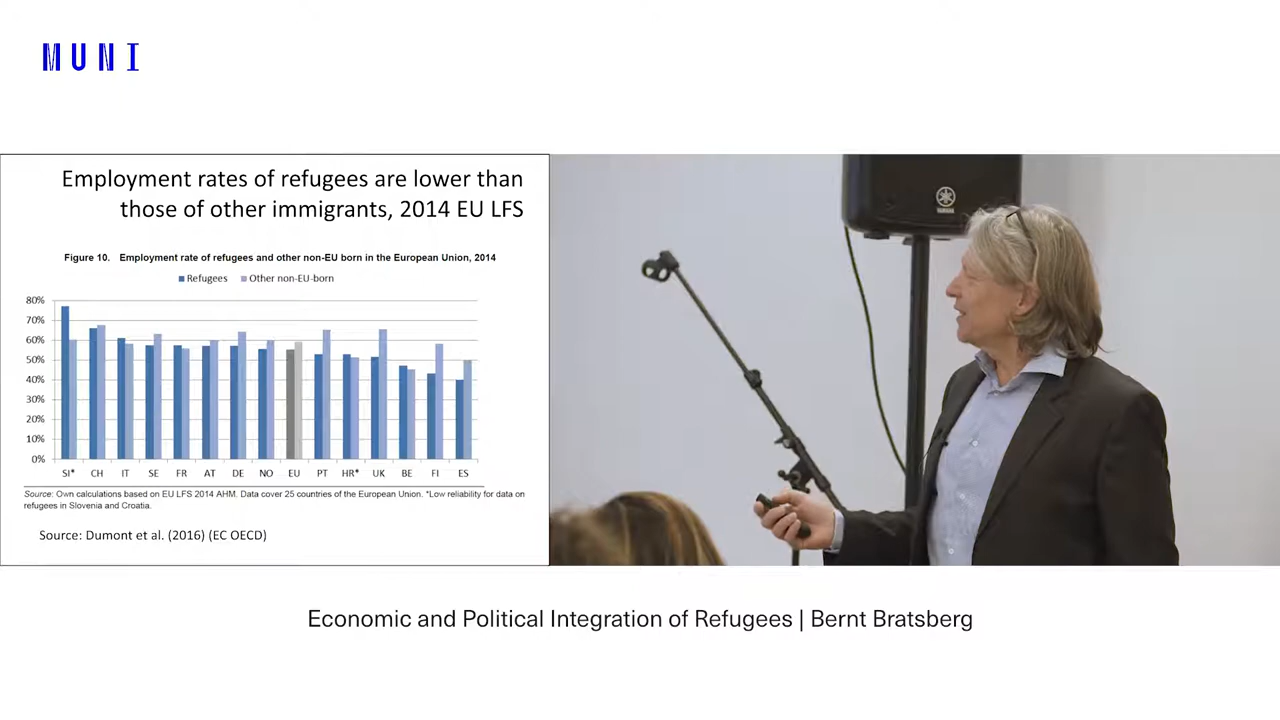 MUNI
Employment rates of refugees are lower than
those of other immigrants, 2014 EU LFS
Figure 10. Employment rate of refugees and other non-EU born in the European Union, 2014
Refugees Other non-EU-born
80%
70%
60%
50%
40%
30%
20%
10%
0%
SI* CH IT SE FR AT DE NO EU PT HR* UK BE FI ES
Source: Own calculations based on EU LFS 2014 AHM. Data cover 25 countries of the European Union. *Low reliability for data on
refugees in Slovenia and Croatia.
Source: Dumont et al. (2016) (EC OECD)
YAMAHA
Economic and Political Integration of Refugees | Bernt Bratsberg